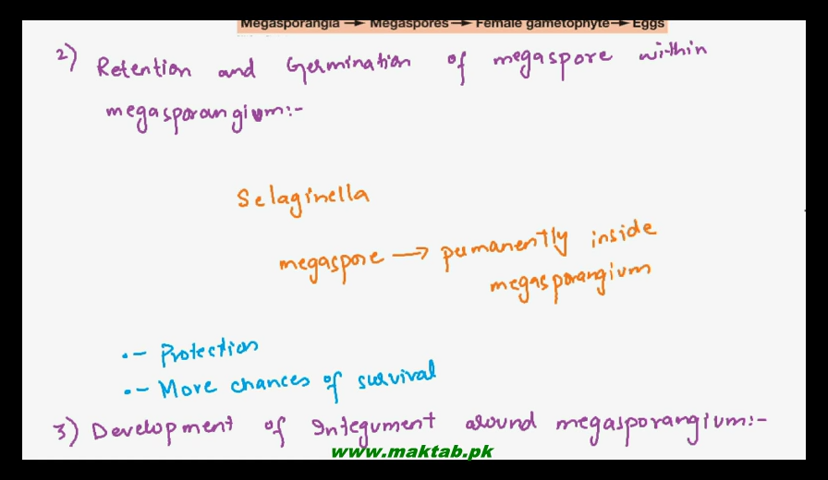 Megasporangia → Megaspores → Female gametophyte → Eggs
2) Retention and Germination of megaspore within
megasporangium:-
Selaginella
megaspore → permanently inside
megasporangium
•- Protection
•- More chances of survival
3) Development of Integument around megasporangium:-
www.maktab.pk